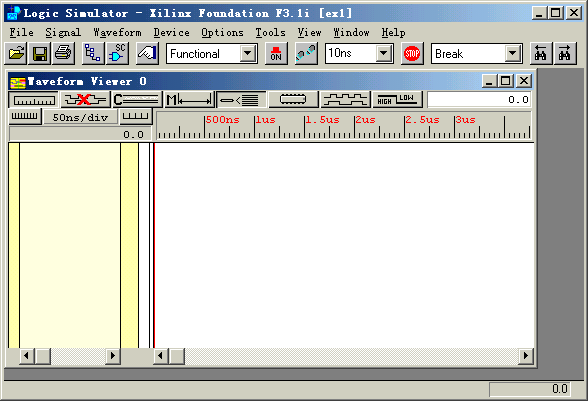 Logic Simulator - Xilinx Foundation F3.1i [ex1]
File Signal Waveform Device Options Tools View Window Help
SC Functional ON 10ns STOP Break
Waveform Viewer 0
C M HIGH LOW 0.0
50ns/div 500ns 1us 1.5us 2us 2.5us 3us
0.0
0.0